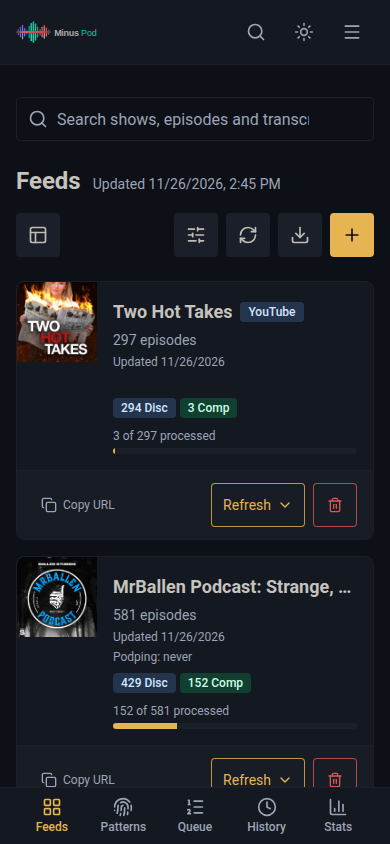 Minus Pod
Search shows, episodes and transcr
Feeds Updated 11/26/2026, 2:45 PM
TWO
HOT
TAKES
Two Hot Takes YouTube
297 episodes
Updated 11/26/2026
294 Disc 3 Comp
3 of 297 processed
Copy URL Refresh
BALLEN STUDIOS
MRBALLEN
PODCAST
MrBallen Podcast: Strange, ...
581 episodes
Updated 11/26/2026
Podping: never
429 Disc 152 Comp
152 of 581 processed
Copy URL Refresh
Feeds Patterns Queue History Stats